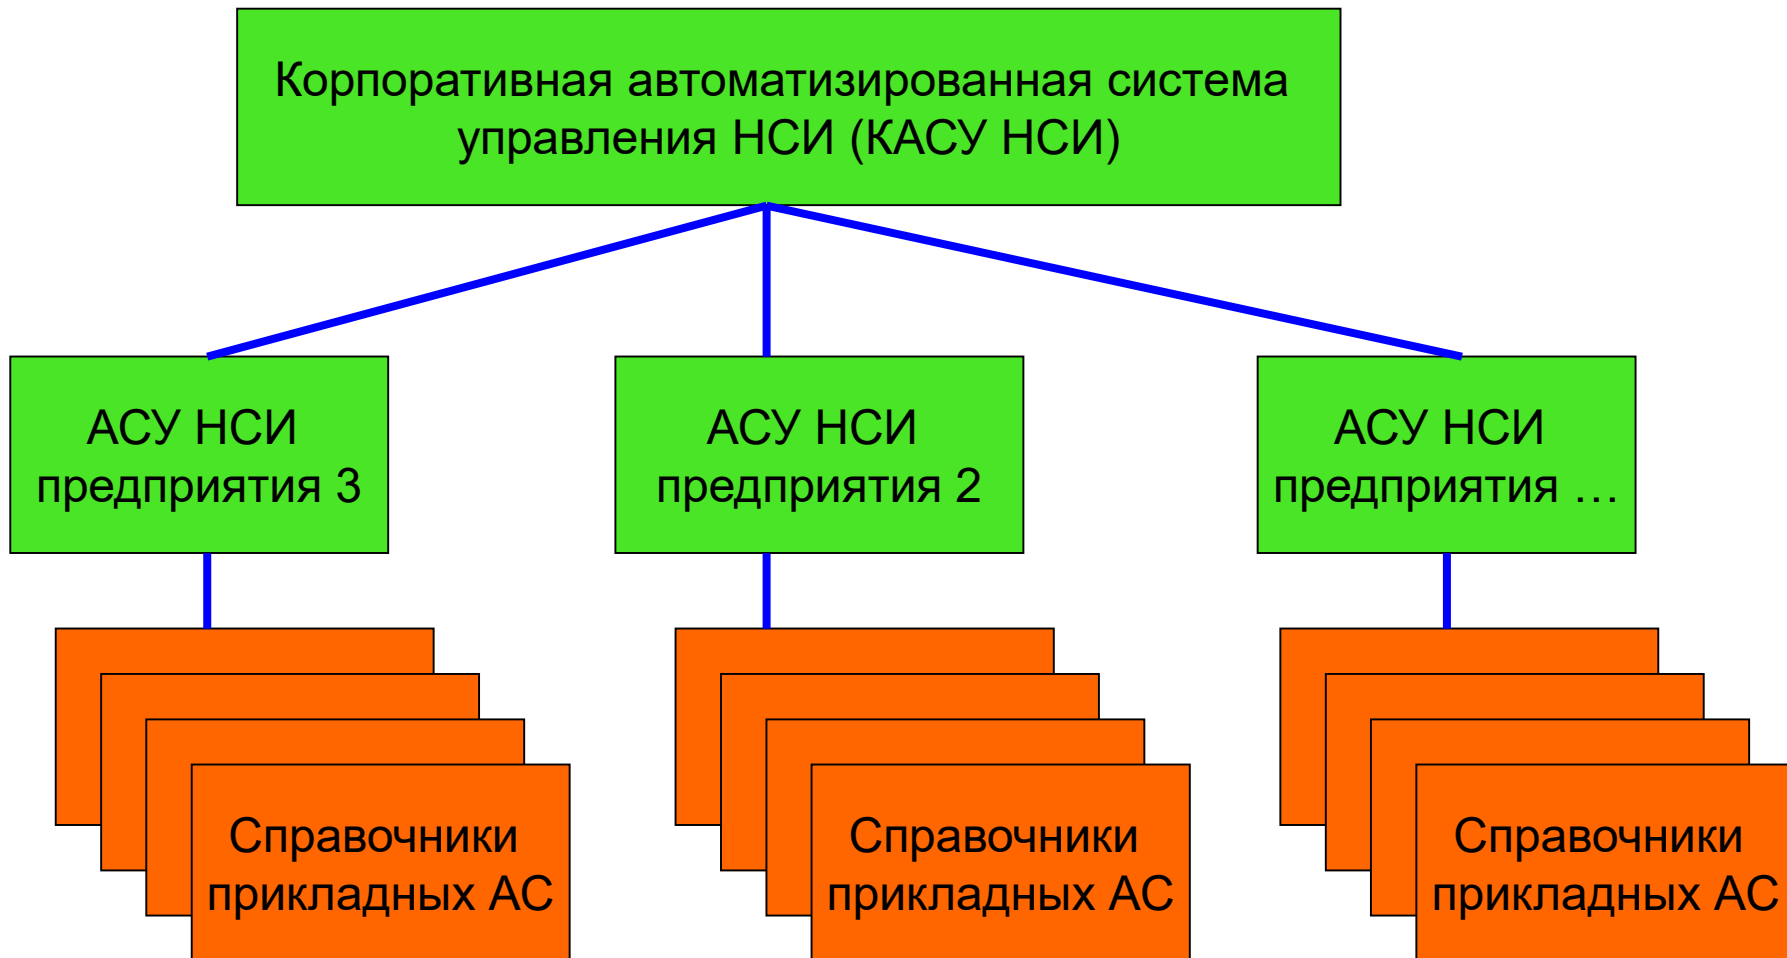 Корпоративная автоматизированная система
управления НСИ (КАСУ НСИ)
АСУ НСИ
предприятия 3
АСУ НСИ
предприятия 2
АСУ НСИ
предприятия …
Справочники
прикладных АС
Справочники
прикладных АС
Справочники
прикладных АС